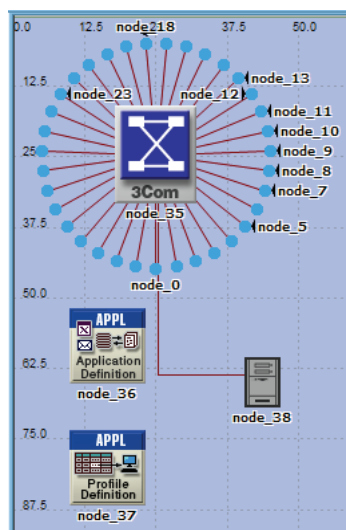 0.0 12.5 25 37.5 50.0
node_18
node_13
12.5
node_23 node_12
node_11
node_10
25 node_9
node_8
3Com node_7
node_35
37.5 node_5
node_0
50.0
APPL
Application
Definition
62.5
node_36
node_38
75.0
APPL
Profile
Definition
87.5
node_37